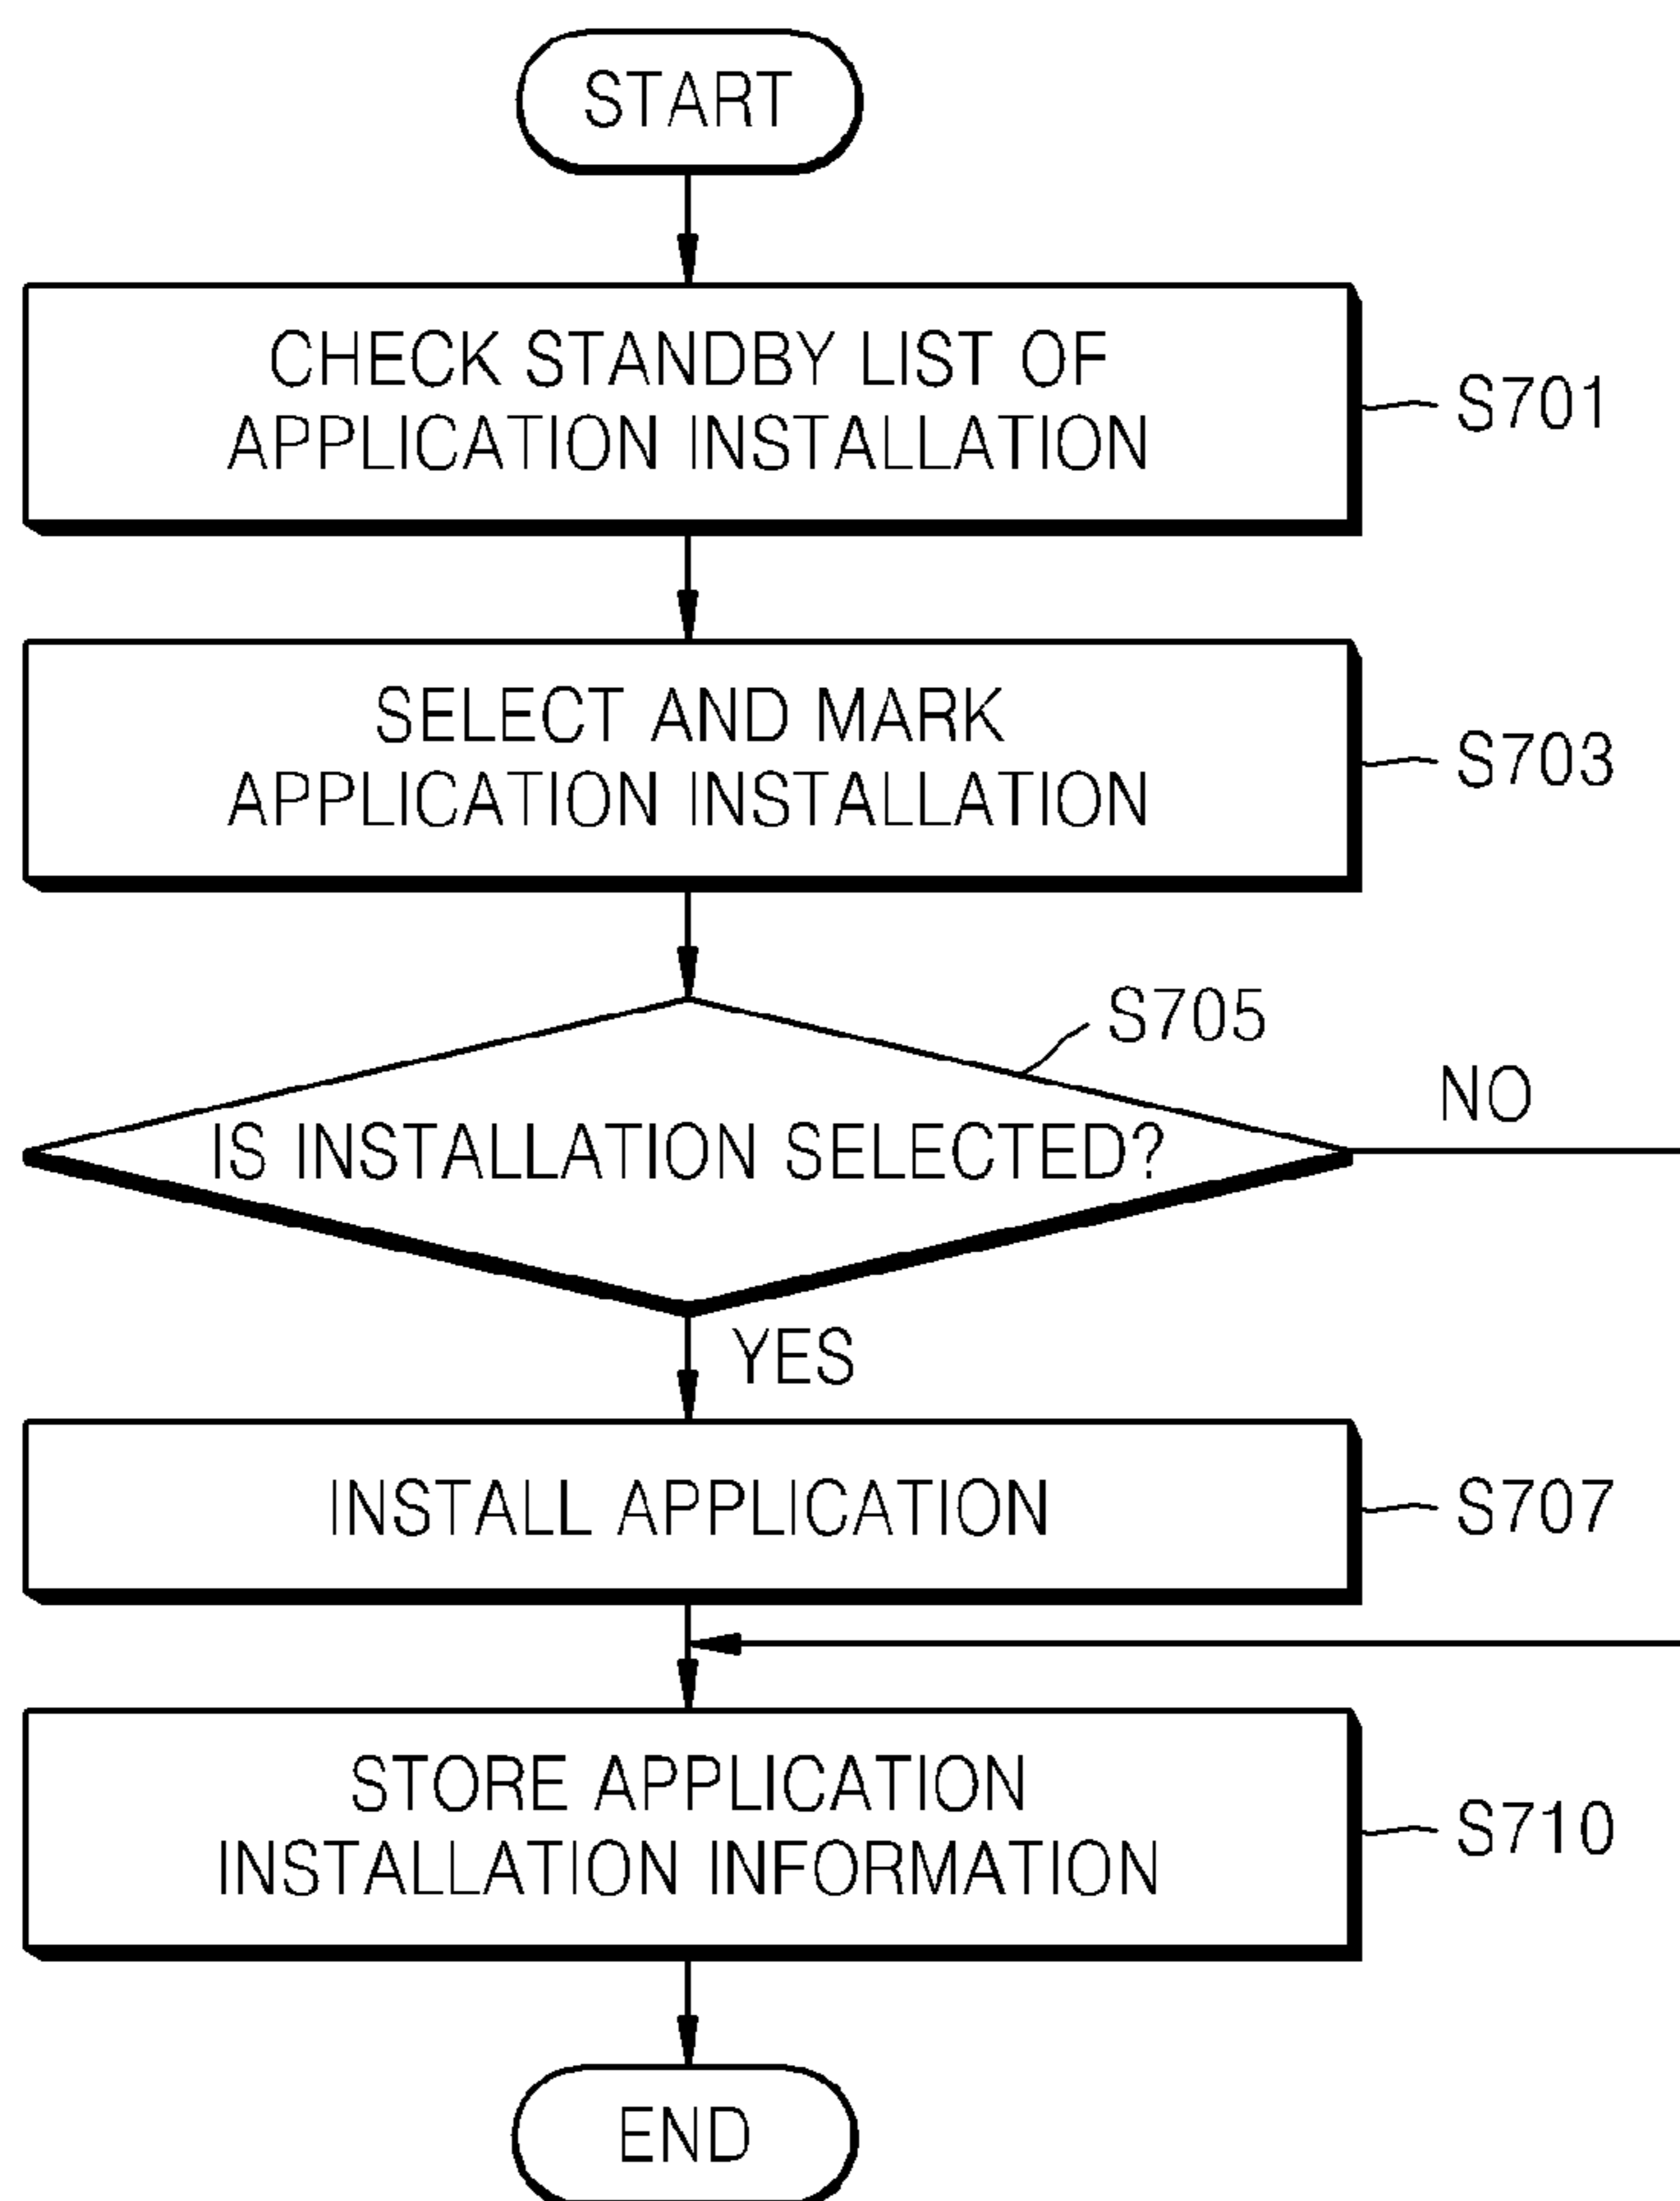 START
CHECK STANDBY LIST OF
APPLICATION INSTALLATION
S701
SELECT AND MARK
APPLICATION INSTALLATION
S703
S705
NO
IS INSTALLATION SELECTED?
YES
INSTALL APPLICATION
S707
STORE APPLICATION
INSTALLATION INFORMATION
S710
END